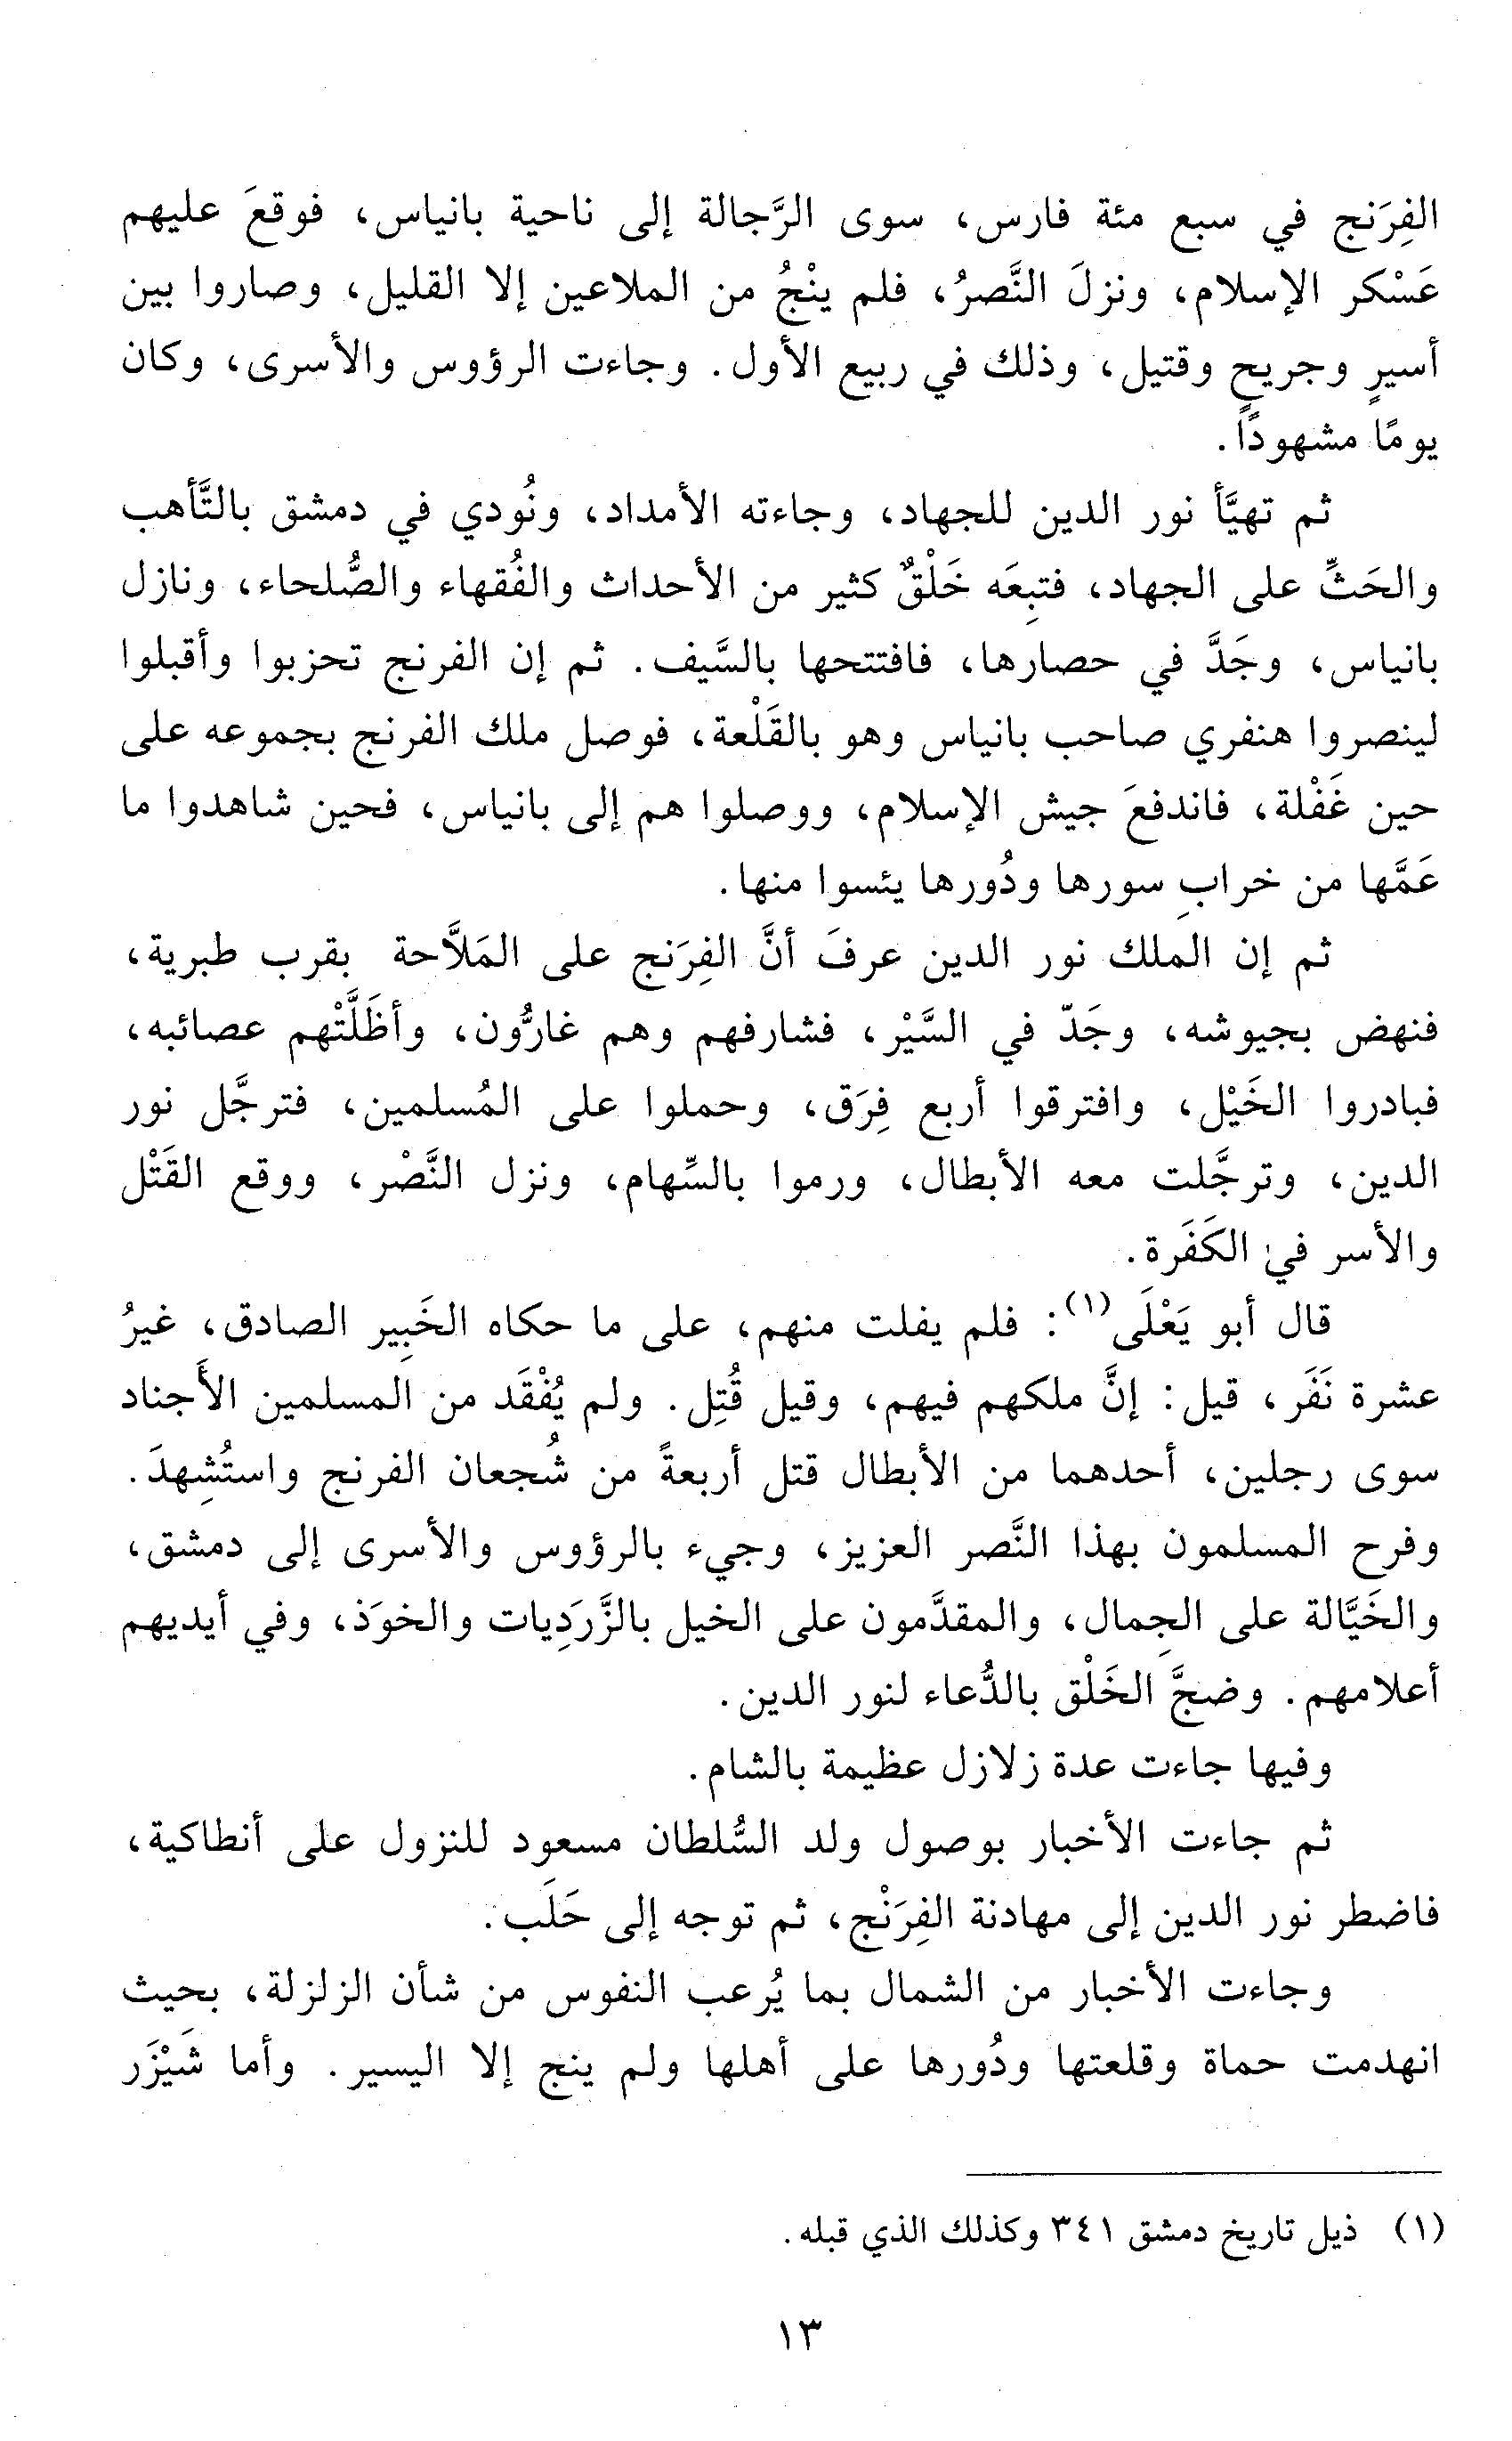 الفِرَنج في سبع مئة فارس، سوى الرَّجالة إلى ناحية بانياس، فوقعَ عليهم
عَسْكر الإسلام، ونزلَ النَّصرُ، فلم ينْجُ من الملاعين إلا القليل، وصاروا بين
أسيرٍ وجريحٍ وقتيل، وذلك في ربيع الأول. وجاءت الرؤوس والأسرى، وكان
يومًا مشهودًا.
ثم تهيَّأ نور الدين للجهاد، وجاءته الأمداد، ونُودي في دمشق بالتَّأهب
والحَثِّ على الجهاد، فتبِعَه خَلْقٌ كثير من الأحداث والفُقهاء والصُّلحاء، ونازل
بانياس، وجَدَّ في حصارها، فافتتحها بالسَّيف. ثم إن الفرنج تحزبوا وأقبلوا
لينصروا هنفري صاحب بانياس وهو بالقَلْعة، فوصل ملك الفرنج بجموعه على
حين غَفْلة، فاندفعَ جيش الإسلام، ووصلوا هم إلى بانياس، فحين شاهدوا ما
عَمَّها من خرابِ سورها ودُورها يئسوا منها.
ثم إن الملك نور الدين عرفَ أنَّ الفِرَنج على المَلاَّحة بقرب طبرية،
فنهض بجيوشه، وجَدّ في السَّيْر، فشارفهم وهم غارُّون، وأظَلَّتْهم عصائبه،
فبادروا الخَيْل، وافترقوا أربع فِرَق، وحملوا على المُسلمين، فترجَّل نور
الدين، وترجَّلت معه الأبطال، ورموا بالسِّهام، ونزل النَّصْر، ووقع القَتْل
والأسر في الكَفَرة.
قال أبو يَعْلَى(١): فلم يفلت منهم، على ما حكاه الخَبِير الصادق، غيرُ
عشرة نَفَر، قيل: إنَّ ملكهم فيهم، وقيل قُتِل. ولم يُفْقَد من المسلمين الأَجناد
سوى رجلين، أحدهما من الأبطال قتل أربعةً من شُجعان الفرنج واستُشِهدَ.
وفرح المسلمون بهذا النَّصر العزيز، وجيء بالرؤوس والأسرى إلى دمشق،
والخَيَّالة على الجِمال، والمقدَّمون على الخيل بالزَّرَدِيات والخوَذ، وفي أيديهم
أعلامهم. وضجَّ الخَلْق بالدُّعاء لنور الدين.
وفيها جاءت عدة زلازل عظيمة بالشام.
ثم جاءت الأخبار بوصول ولد السُّلطان مسعود للنزول على أنطاكية،
فاضطر نور الدين إلى مهادنة الفِرَنْج، ثم توجه إلى حَلَب.
وجاءت الأخبار من الشمال بما يُرعب النفوس من شأن الزلزلة، بحيث
انهدمت حماة وقلعتها ودُورها على أهلها ولم ينج إلا اليسير. وأما شَيْزَر
(١) ذيل تاريخ دمشق ٣٤١ وكذلك الذي قبله.
١٣